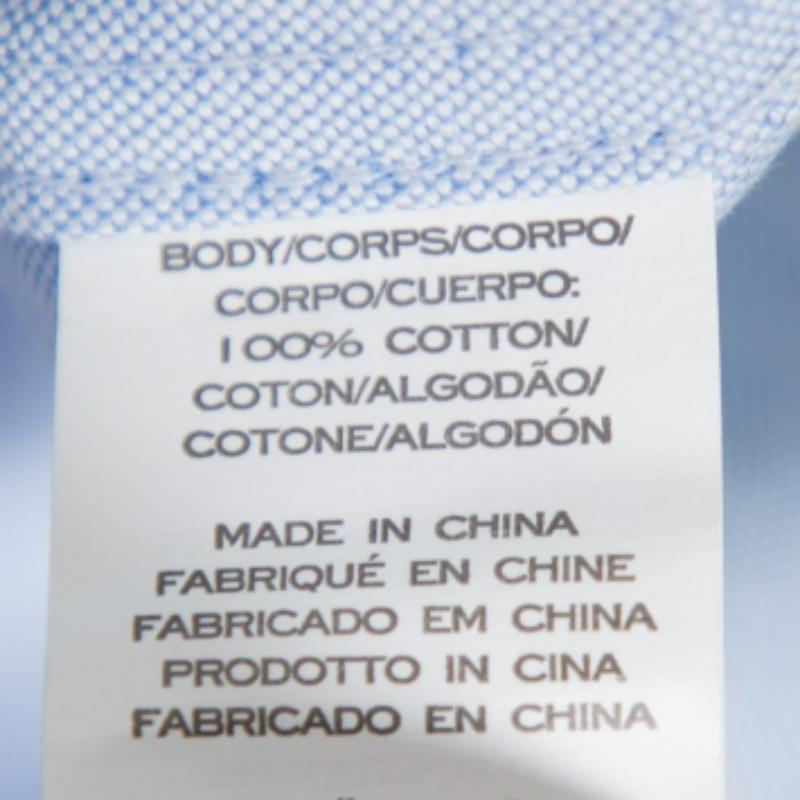 BODY/CORPS/CORPO/
CORPO/CUERPO:
100% COTTON/
COTON/ALGODÃO/
COTONE/ALGODÓN
MADE IN CHINA
FABRIQUÉ EN CHINE
FABRICADO EM CHINA
PRODOTTO IN CINA
FABRICADO EN CHINA